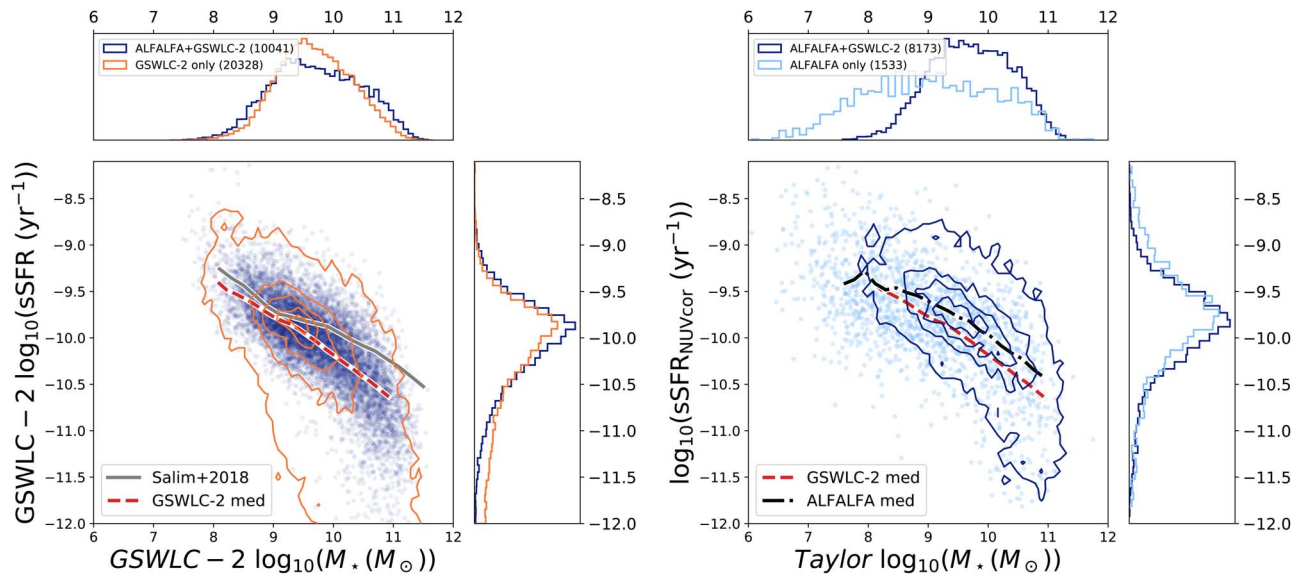 6 7 8 9 10 11 12
ALFALFA+GSWLC-2 (10041)
GSWLC-2 only (20328)
GSWLC − 2 log10(sSFR (yr−1))
−8.5
−9.0
−9.5
−10.0
−10.5
−11.0
−11.5
−12.0
Salim+2018
GSWLC-2 med
6 7 8 9 10 11 12
GSWLC − 2 log10(M⋆(M⊙))
−8.5
−9.0
−9.5
−10.0
−10.5
−11.0
−11.5
−12.0
6 7 8 9 10 11 12
ALFALFA+GSWLC-2 (8173)
ALFALFA only (1533)
log10(sSFRNUVcor (yr−1))
−8.5
−9.0
−9.5
−10.0
−10.5
−11.0
−11.5
−12.0
GSWLC-2 med
ALFALFA med
6 7 8 9 10 11 12
Taylor log10(M⋆(M⊙))
−8.5
−9.0
−9.5
−10.0
−10.5
−11.0
−11.5
−12.0